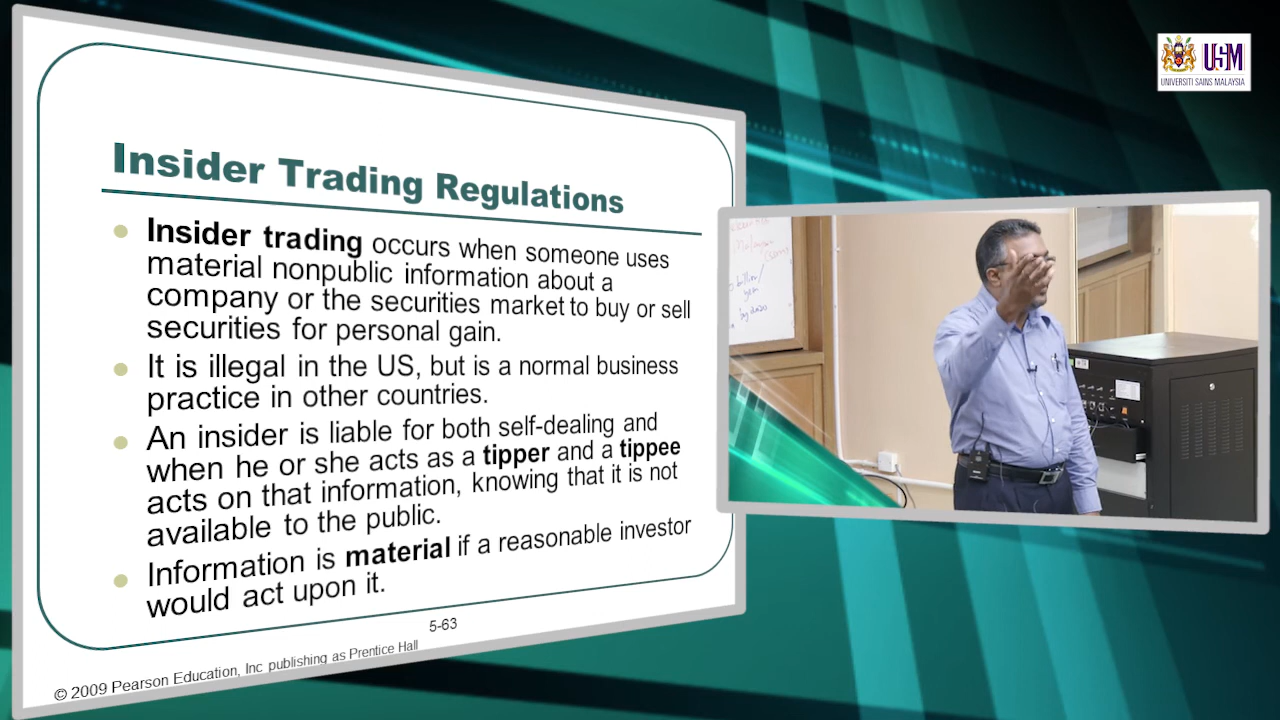 USM
UNIVERSITI SAINS MALAYSIA
Insider Trading Regulations
Insider trading occurs when someone uses
material nonpublic information about a
company or the securities market to buy or sell
securities for personal gain.
It is illegal in the US, but is a normal business
practice in other countries.
An insider is liable for both self-dealing and
when he or she acts as a tipper and a tippee
acts on that information, knowing that it is not
available to the public.
Information is material if a reasonable investor
would act upon it.
5-63
© 2009 Pearson Education, Inc publishing as Prentice Hall
Malaysia
billion/
by 2020